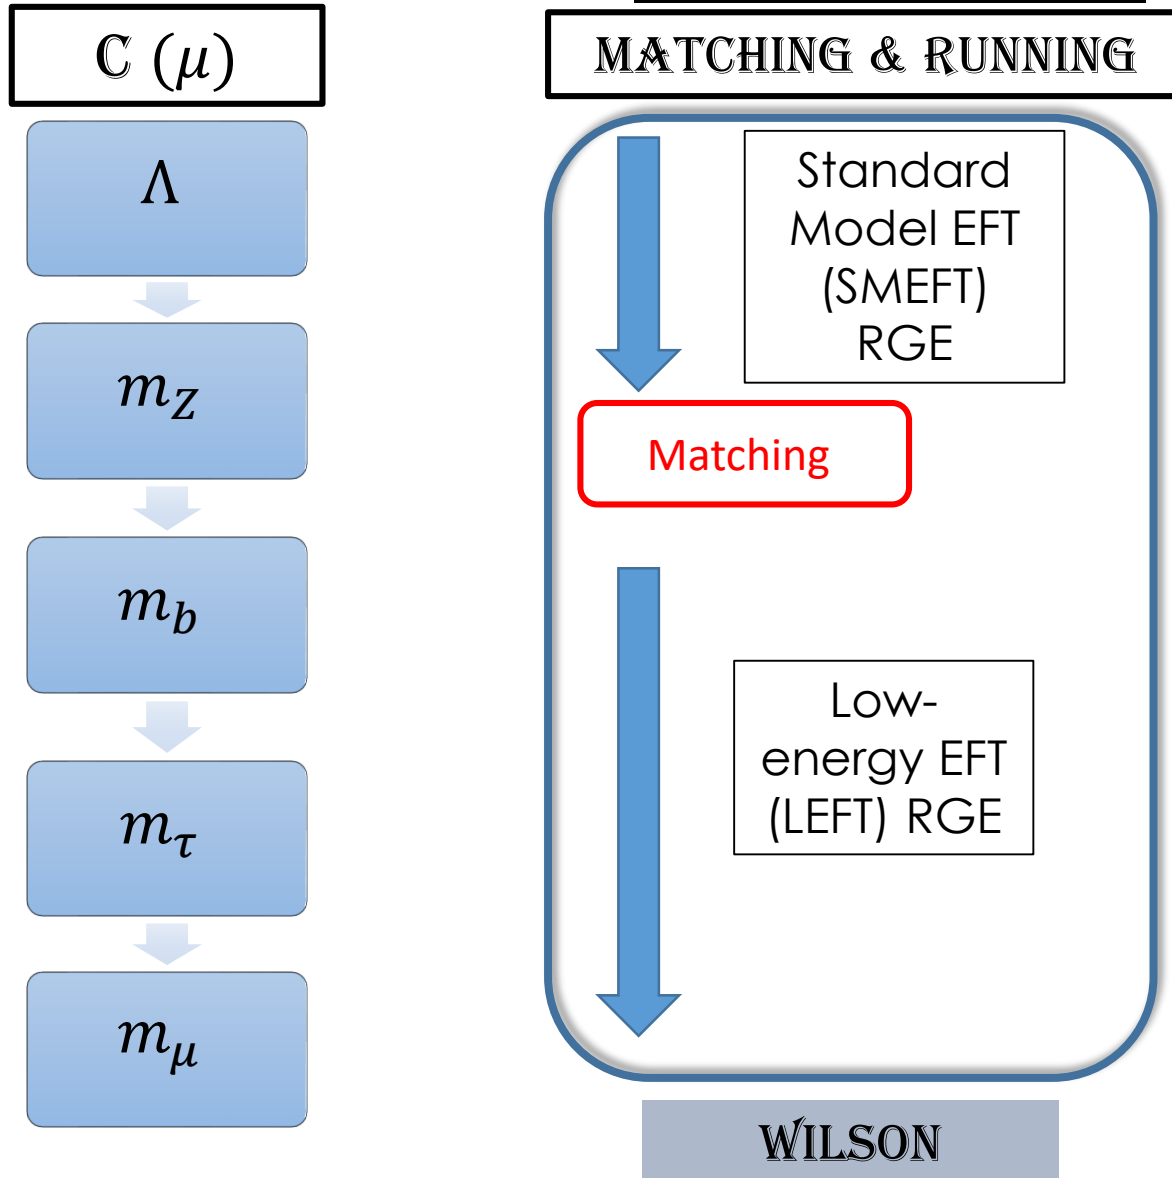 ℂ (μ)
Λ
m_Z
m_b
m_τ
m_μ
MATCHING & RUNNING
Standard
Model EFT
(SMEFT)
RGE
Matching
Low-
energy EFT
(LEFT) RGE
WILSON